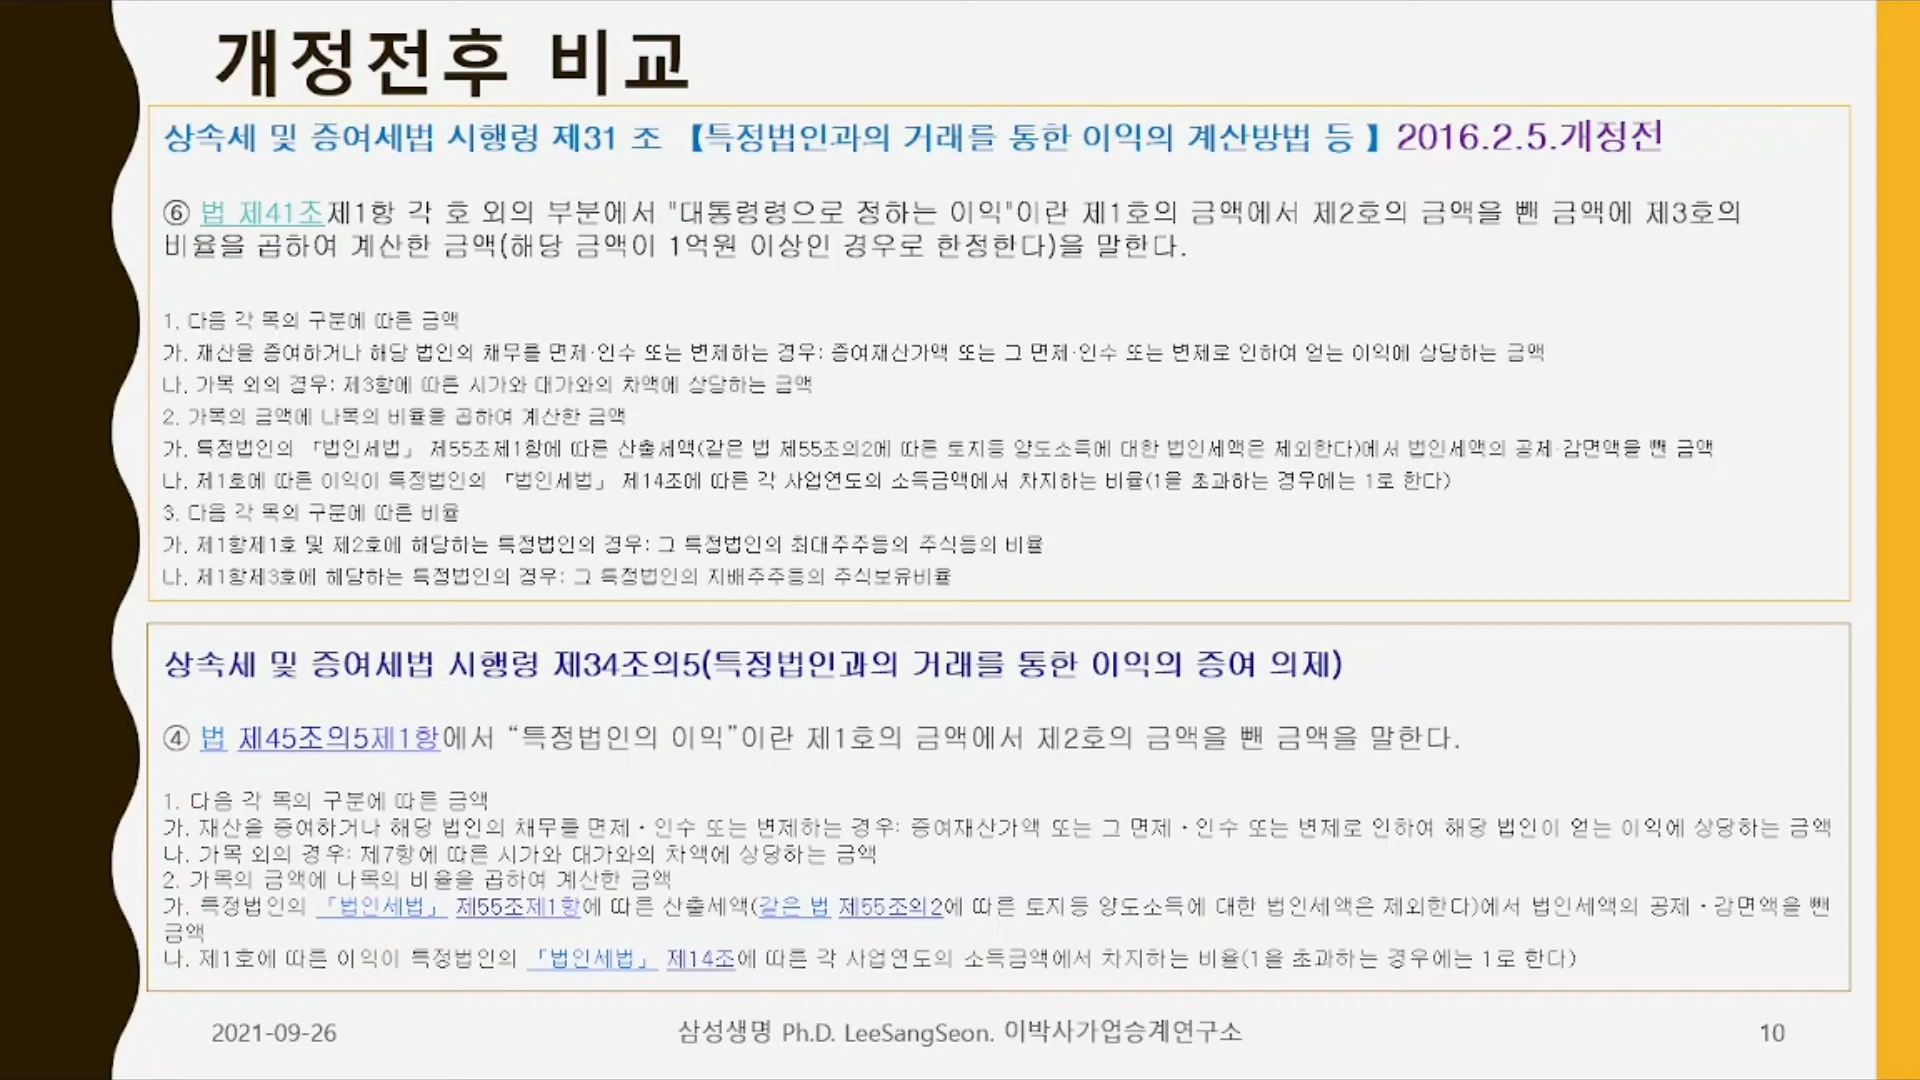 개정전후 비교
상속세 및 증여세법 시행령 제31 조 【특정법인과의 거래를 통한 이익의 계산방법 등 】2016.2.5.개정전
⑥ 법 제41조제1항 각 호 외의 부분에서 "대통령령으로 정하는 이익"이란 제1호의 금액에서 제2호의 금액을 뺀 금액에 제3호의
비율을 곱하여 계산한 금액(해당 금액이 1억원 이상인 경우로 한정한다)을 말한다.
1. 다음 각 목의 구분에 따른 금액
가. 재산을 증여하거나 해당 법인의 채무를 면제·인수 또는 변제하는 경우: 증여재산가액 또는 그 면제·인수 또는 변제로 인하여 얻는 이익에 상당하는 금액
나. 가목 외의 경우: 제3항에 따른 시가와 대가와의 차액에 상당하는 금액
2. 가목의 금액에 나목의 비율을 곱하여 계산한 금액
가. 특정법인의 「법인세법」 제55조제1항에 따른 산출세액(같은 법 제55조의2에 따른 토지등 양도소득에 대한 법인세액은 제외한다)에서 법인세액의 공제·감면액을 뺀 금액
나. 제1호에 따른 이익이 특정법인의 「법인세법」 제14조에 따른 각 사업연도의 소득금액에서 차지하는 비율(1을 초과하는 경우에는 1로 한다)
3. 다음 각 목의 구분에 따른 비율
가. 제1항제1호 및 제2호에 해당하는 특정법인의 경우: 그 특정법인의 최대주주등의 주식등의 비율
나. 제1항제3호에 해당하는 특정법인의 경우: 그 특정법인의 지배주주등의 주식보유비율
상속세 및 증여세법 시행령 제34조의5(특정법인과의 거래를 통한 이익의 증여 의제)
④ 법 제45조의5제1항에서 “특정법인의 이익”이란 제1호의 금액에서 제2호의 금액을 뺀 금액을 말한다.
1. 다음 각 목의 구분에 따른 금액
가. 재산을 증여하거나 해당 법인의 채무를 면제ㆍ인수 또는 변제하는 경우: 증여재산가액 또는 그 면제ㆍ인수 또는 변제로 인하여 해당 법인이 얻는 이익에 상당하는 금액
나. 가목 외의 경우: 제7항에 따른 시가와 대가와의 차액에 상당하는 금액
2. 가목의 금액에 나목의 비율을 곱하여 계산한 금액
가. 특정법인의 「법인세법」 제55조제1항에 따른 산출세액(같은 법 제55조의2에 따른 토지등 양도소득에 대한 법인세액은 제외한다)에서 법인세액의 공제ㆍ감면액을 뺀
금액
나. 제1호에 따른 이익이 특정법인의 「법인세법」 제14조에 따른 각 사업연도의 소득금액에서 차지하는 비율(1을 초과하는 경우에는 1로 한다)
2021-09-26
삼성생명 Ph.D. LeeSangSeon. 이박사가업승계연구소
10